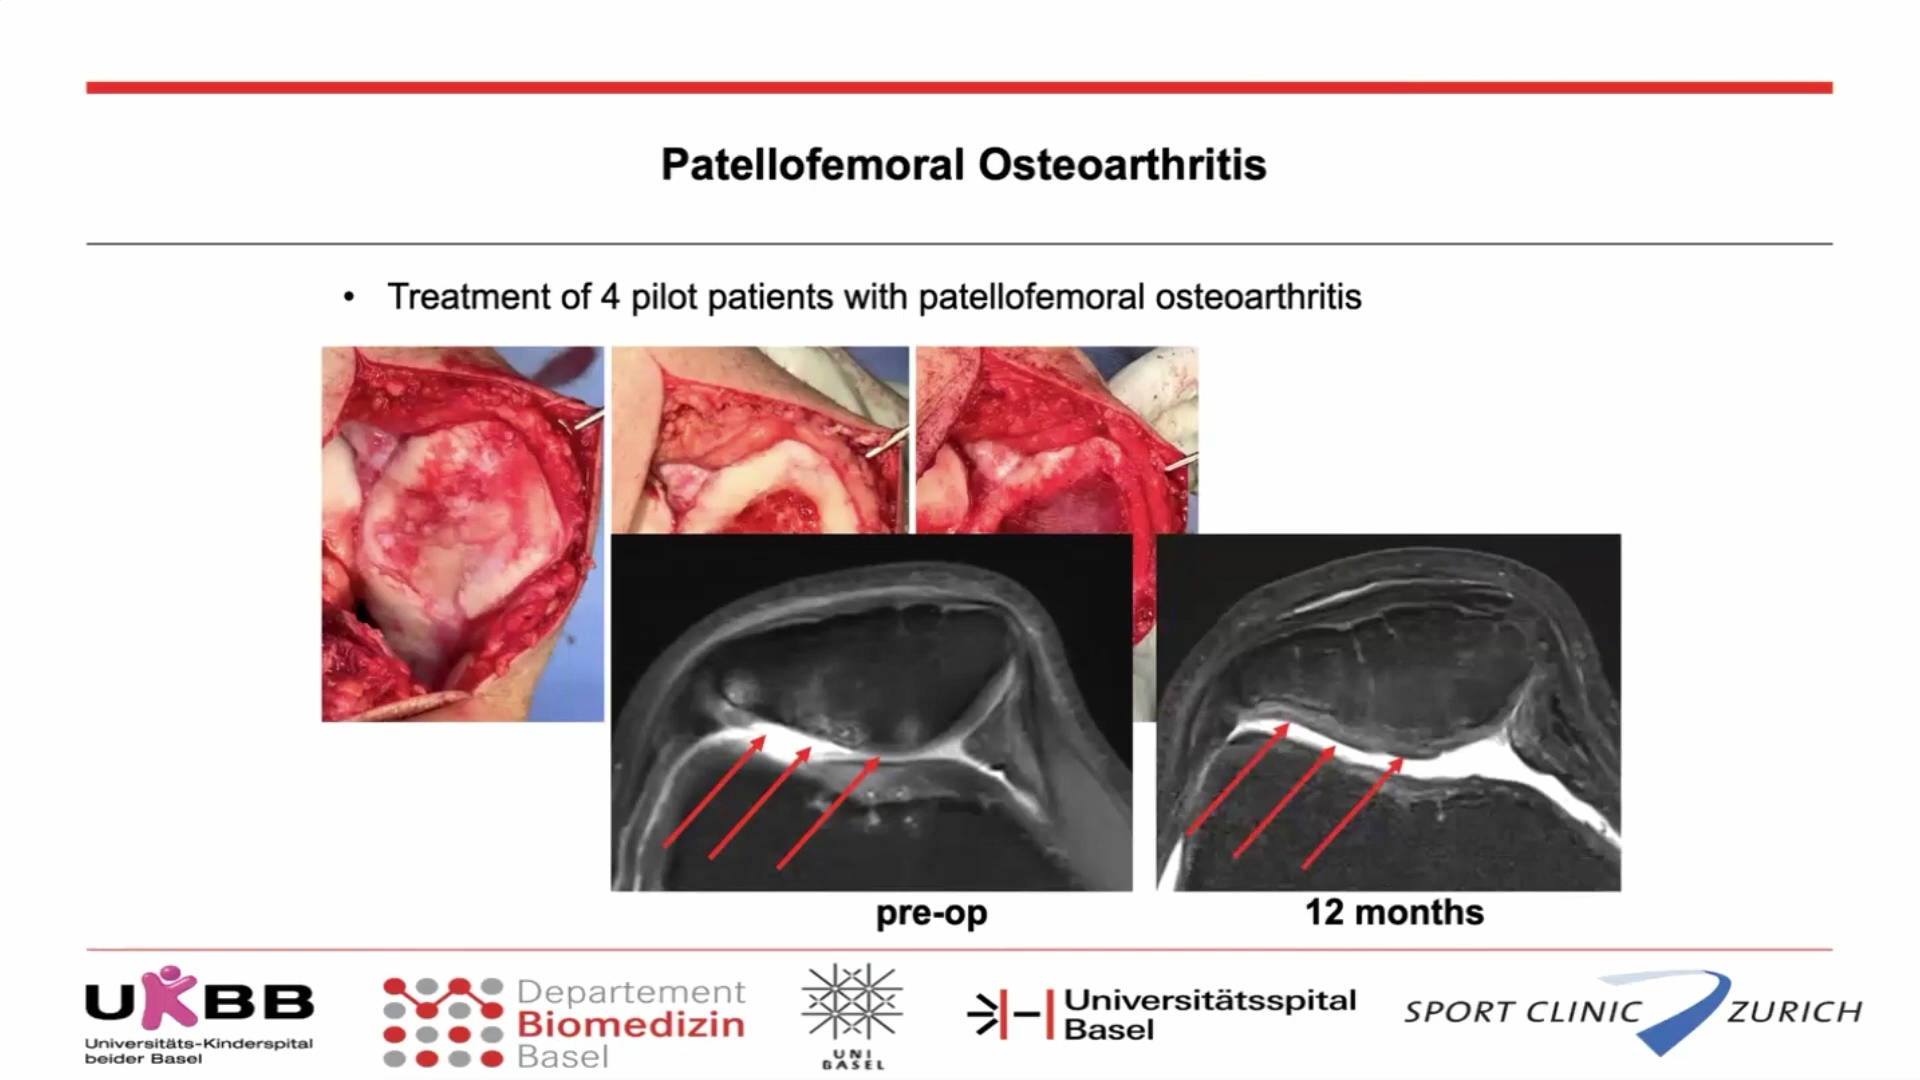 Patellofemoral Osteoarthritis
• Treatment of 4 pilot patients with patellofemoral osteoarthritis
pre-op
12 months
UKBB
Universitäts-Kinderspital
beider Basel
Departement
Biomedizin
Basel
UNI
BASEL
Universitätsspital
Basel
SPORT CLINIC ZURICH